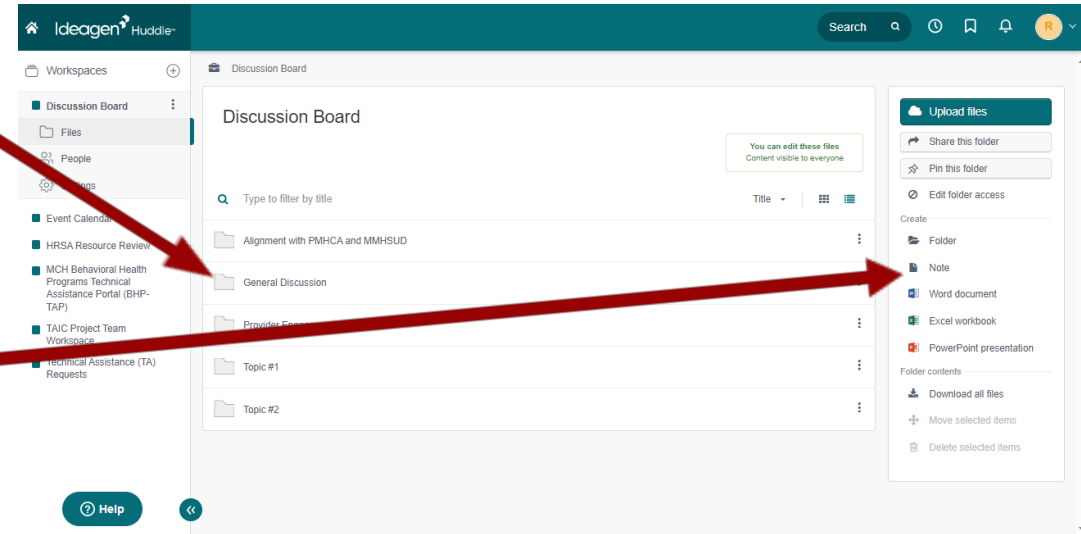 Ideagen Huddle
Search
R
Workspaces
Discussion Board
Files
People
Event Calendar
HRSA Resource Review
MCH Behavioral Health
Programs Technical
Assistance Portal (BHP-
TAP)
TAIC Project Team
Workspace
Technical Assistance (TA)
Requests
Help
Discussion Board
Discussion Board
You can edit these files
Content visible to everyone
Type to filter by title
Title
Alignment with PMHCA and MMHSUD
General Discussion
Provider
Topic #1
Topic #2
Upload files
Share this folder
Pin this folder
Edit folder access
Create
Folder
Note
Word document
Excel workbook
PowerPoint presentation
Folder contents
Download all files
Move selected items
Delete selected items